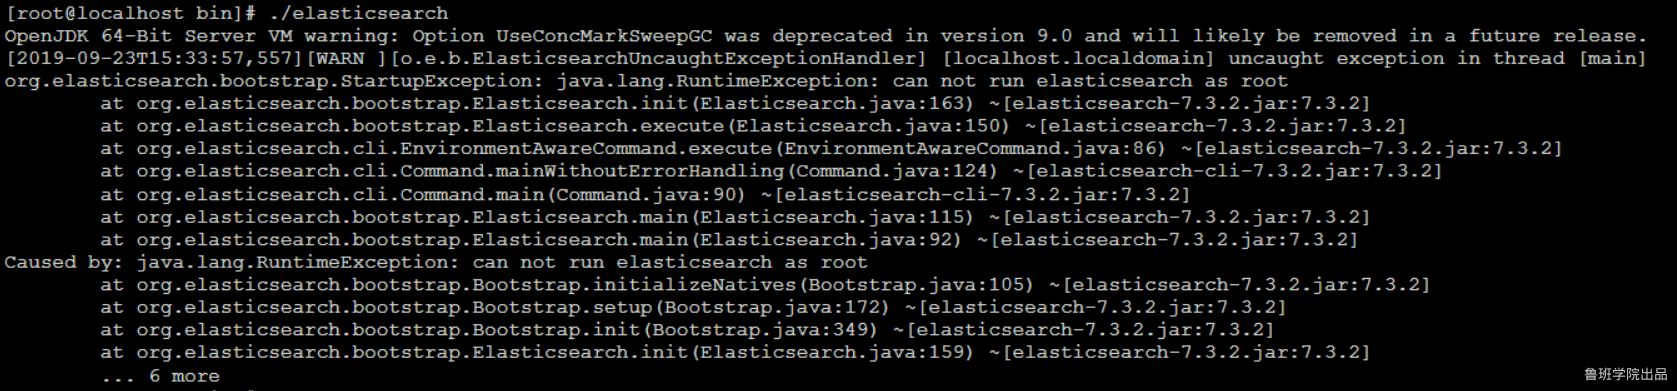 [root@localhost bin]# ./elasticsearch
OpenJDK 64-Bit Server VM warning: Option UseConcMarkSweepGC was deprecated in version 9.0 and will likely be removed in a future release.
[2019-09-23T15:33:57,557][WARN ][o.e.b.ElasticsearchUncaughtExceptionHandler] [localhost.localdomain] uncaught exception in thread [main]
org.elasticsearch.bootstrap.StartupException: java.lang.RuntimeException: can not run elasticsearch as root
at org.elasticsearch.bootstrap.Elasticsearch.init(Elasticsearch.java:163) ~[elasticsearch-7.3.2.jar:7.3.2]
at org.elasticsearch.bootstrap.Elasticsearch.execute(Elasticsearch.java:150) ~[elasticsearch-7.3.2.jar:7.3.2]
at org.elasticsearch.cli.EnvironmentAwareCommand.execute(EnvironmentAwareCommand.java:86) ~[elasticsearch-7.3.2.jar:7.3.2]
at org.elasticsearch.cli.Command.mainWithoutErrorHandling(Command.java:124) ~[elasticsearch-cli-7.3.2.jar:7.3.2]
at org.elasticsearch.cli.Command.main(Command.java:90) ~[elasticsearch-cli-7.3.2.jar:7.3.2]
at org.elasticsearch.bootstrap.Elasticsearch.main(Elasticsearch.java:115) ~[elasticsearch-7.3.2.jar:7.3.2]
at org.elasticsearch.bootstrap.Elasticsearch.main(Elasticsearch.java:92) ~[elasticsearch-7.3.2.jar:7.3.2]
Caused by: java.lang.RuntimeException: can not run elasticsearch as root
at org.elasticsearch.bootstrap.Bootstrap.initializeNatives(Bootstrap.java:105) ~[elasticsearch-7.3.2.jar:7.3.2]
at org.elasticsearch.bootstrap.Bootstrap.setup(Bootstrap.java:172) ~[elasticsearch-7.3.2.jar:7.3.2]
at org.elasticsearch.bootstrap.Bootstrap.init(Bootstrap.java:349) ~[elasticsearch-7.3.2.jar:7.3.2]
at org.elasticsearch.bootstrap.Elasticsearch.init(Elasticsearch.java:159) ~[elasticsearch-7.3.2.jar:7.3.2]
... 6 more
鲁班学院出品